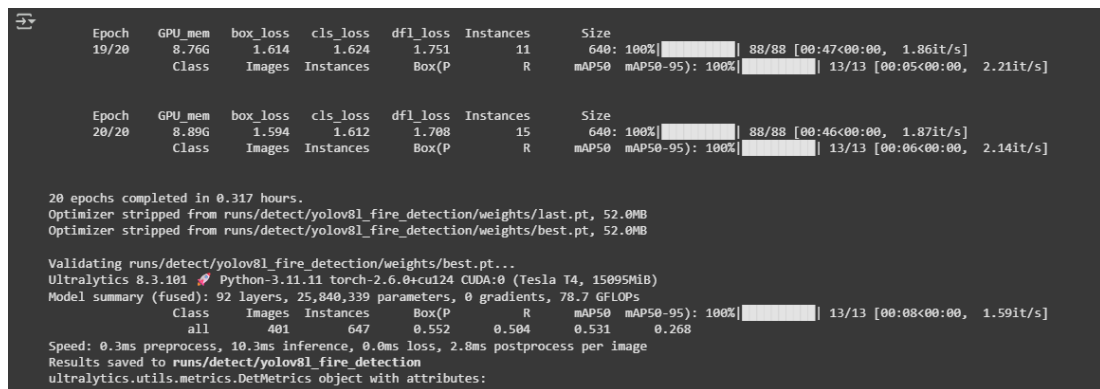 Epoch GPU_mem box_loss cls_loss dfl_loss Instances Size
19/20 8.76G 1.614 1.624 1.751 11 640: 100%|██████████| 88/88 [00:47<00:00, 1.86it/s]
Class Images Instances Box(P R mAP50 mAP50-95): 100%|██████████| 13/13 [00:05<00:00, 2.21it/s]
Epoch GPU_mem box_loss cls_loss dfl_loss Instances Size
20/20 8.89G 1.594 1.612 1.708 15 640: 100%|██████████| 88/88 [00:46<00:00, 1.87it/s]
Class Images Instances Box(P R mAP50 mAP50-95): 100%|██████████| 13/13 [00:06<00:00, 2.14it/s]
20 epochs completed in 0.317 hours.
Optimizer stripped from runs/detect/yolov8l_fire_detection/weights/last.pt, 52.0MB
Optimizer stripped from runs/detect/yolov8l_fire_detection/weights/best.pt, 52.0MB
Validating runs/detect/yolov8l_fire_detection/weights/best.pt...
Ultralytics 8.3.101 🚀 Python-3.11.11 torch-2.6.0+cu124 CUDA:0 (Tesla T4, 15095MiB)
Model summary (fused): 92 layers, 25,840,339 parameters, 0 gradients, 78.7 GFLOPs
Class Images Instances Box(P R mAP50 mAP50-95): 100%|██████████| 13/13 [00:08<00:00, 1.59it/s]
all 401 647 0.552 0.504 0.531 0.268
Speed: 0.3ms preprocess, 10.3ms inference, 0.0ms loss, 2.8ms postprocess per image
Results saved to runs/detect/yolov8l_fire_detection
ultralytics.utils.metrics.DetMetrics object with attributes: